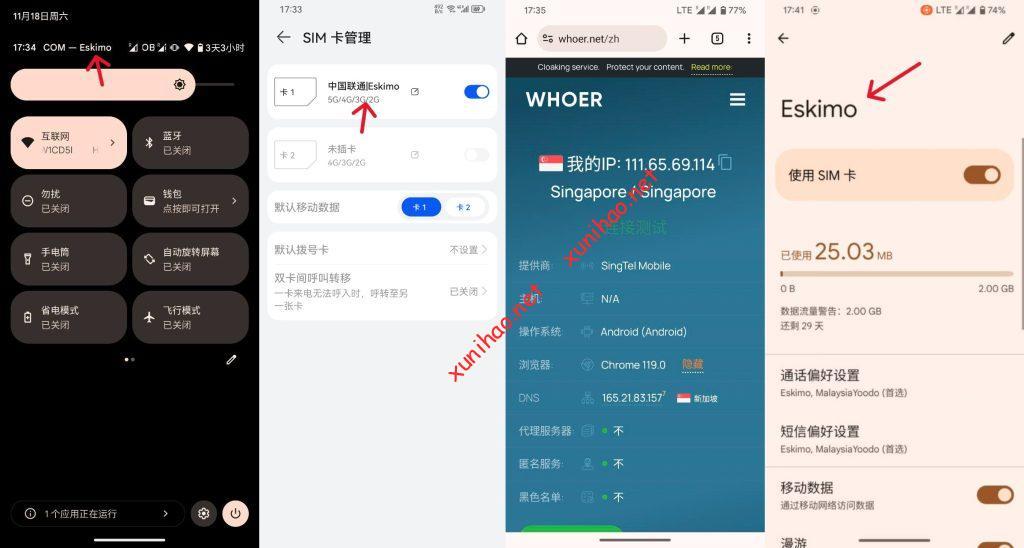 11月18日周六
17:34 COM — Eskimo
OB
3天3小时
互联网
V1CD5I H
蓝牙
已关闭
勿扰
已关闭
钱包
点按即可打开
手电筒
已关闭
自动旋转屏幕
已关闭
省电模式
已关闭
飞行模式
已关闭
1 个应用正在运行
17:33
SIM 卡管理
卡 1
中国联通|Eskimo
5G/4G/3G/2G
卡 2
未插卡
4G/3G/2G
默认移动数据
卡 1
卡 2
默认拨号卡
不设置
双卡间呼叫转移
一卡来电无法呼入时，呼转至另
一张卡
已关闭
xunihao.net
17:35
LTE
77%
whoer.net/zh
5
Cloaking service. Protect your content. Read more:
WHOER
我的IP: 111.65.69.114
Singapore / Singapore
连接测试
xunihao.net
提供商:
SingTel Mobile
主机:
N/A
操作系统:
Android (Android)
浏览器:
Chrome 119.0
隐藏
DNS
165.21.83.157
7
新加坡
代理服务器:
不
匿名服务:
不
黑色名单:
不
17:41
LTE
74%
Eskimo
使用 SIM 卡
已使用 25.03 MB
0 B
2.00 GB
数据流量警告：2.00 GB
还剩 29 天
通话偏好设置
Eskimo, MalaysiaYoodo (首选)
短信偏好设置
Eskimo, MalaysiaYoodo (首选)
移动数据
通过移动网络访问数据
漫游